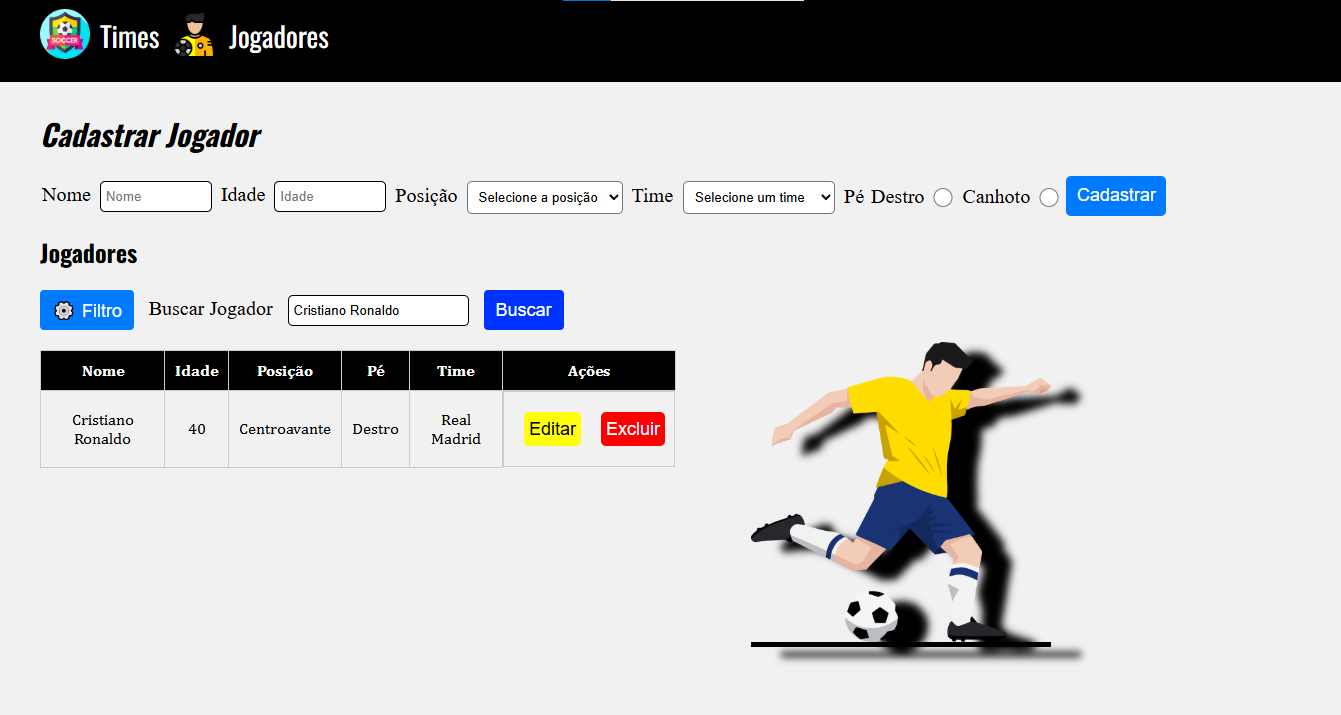 SOCCER Times Jogadores
Cadastrar Jogador
Nome Nome Idade Idade Posição Selecione a posição Time Selecione um time Pé Destro Canhoto Cadastrar
Jogadores
Filtro Buscar Jogador Cristiano Ronaldo Buscar
Nome Idade Posição Pé Time Ações
Cristiano Ronaldo 40 Centroavante Destro Real Madrid Editar Excluir